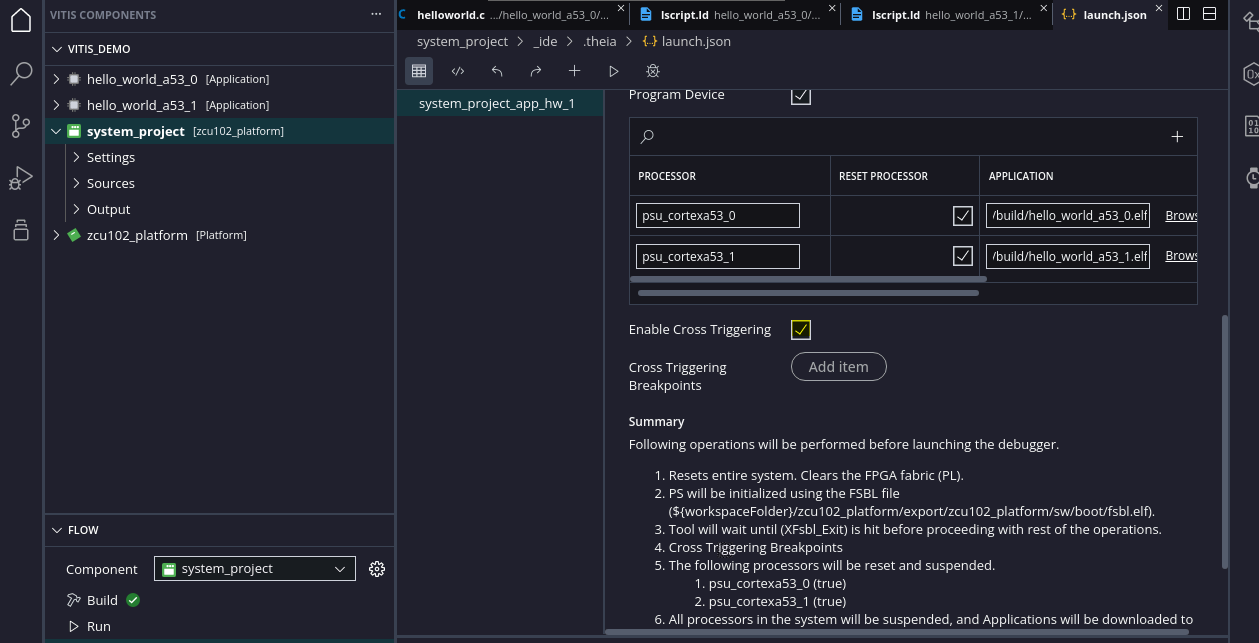 VITIS COMPONENTS
VITIS_DEMO
hello_world_a53_0 [Application]
hello_world_a53_1 [Application]
system_project [zcu102_platform]
Settings
Sources
Output
zcu102_platform [Platform]
FLOW
Component system_project
Build
Run
C helloworld.c .../hello_world_a53_0/...
lscript.ld hello_world_a53_0/...
lscript.ld hello_world_a53_1/...
{} launch.json
system_project > _ide > .theia > {} launch.json
system_project_app_hw_1
Program Device
PROCESSOR RESET PROCESSOR APPLICATION
psu_cortexa53_0 /build/hello_world_a53_0.elf Brows
psu_cortexa53_1 /build/hello_world_a53_1.elf Brows
Enable Cross Triggering
Cross Triggering
Breakpoints
Add item
Summary
Following operations will be performed before launching the debugger.
1. Resets entire system. Clears the FPGA fabric (PL).
2. PS will be initialized using the FSBL file
(${workspaceFolder}/zcu102_platform/export/zcu102_platform/sw/boot/fsbl.elf).
3. Tool will wait until (XFsbl_Exit) is hit before proceeding with rest of the operations.
4. Cross Triggering Breakpoints
5. The following processors will be reset and suspended.
1. psu_cortexa53_0 (true)
2. psu_cortexa53_1 (true)
6. All processors in the system will be suspended, and Applications will be downloaded to